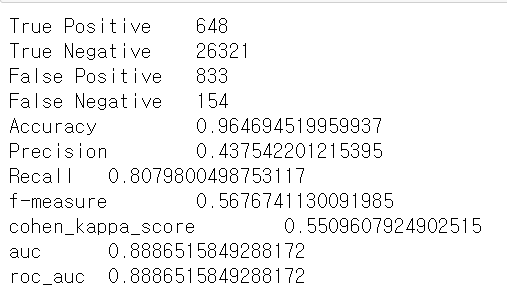 True Positive 648
True Negative 26321
False Positive 833
False Negative 154
Accuracy 0.964694519959937
Precision 0.437542201215395
Recall 0.8079800498753117
f-measure 0.5676741130091985
cohen_kappa_score 0.5509607924902515
auc 0.8886515849288172
roc_auc 0.8886515849288172